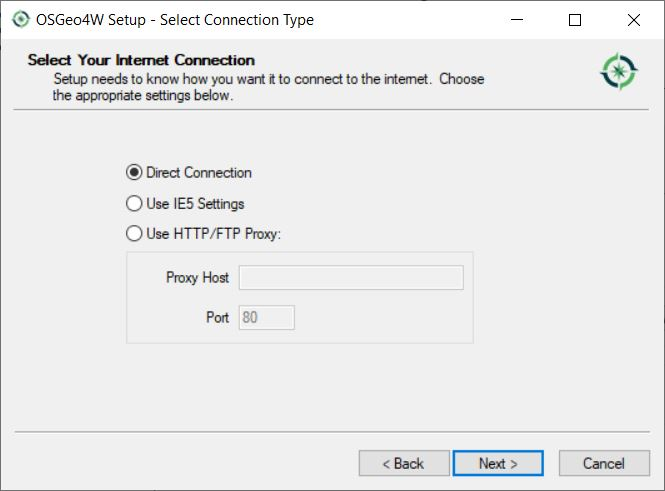 OSGeo4W Setup - Select Connection Type
Select Your Internet Connection
Setup needs to know how you want it to connect to the internet. Choose
the appropriate settings below.
Direct Connection
Use IE5 Settings
Use HTTP/FTP Proxy:
Proxy Host
Port 80
< Back Next > Cancel